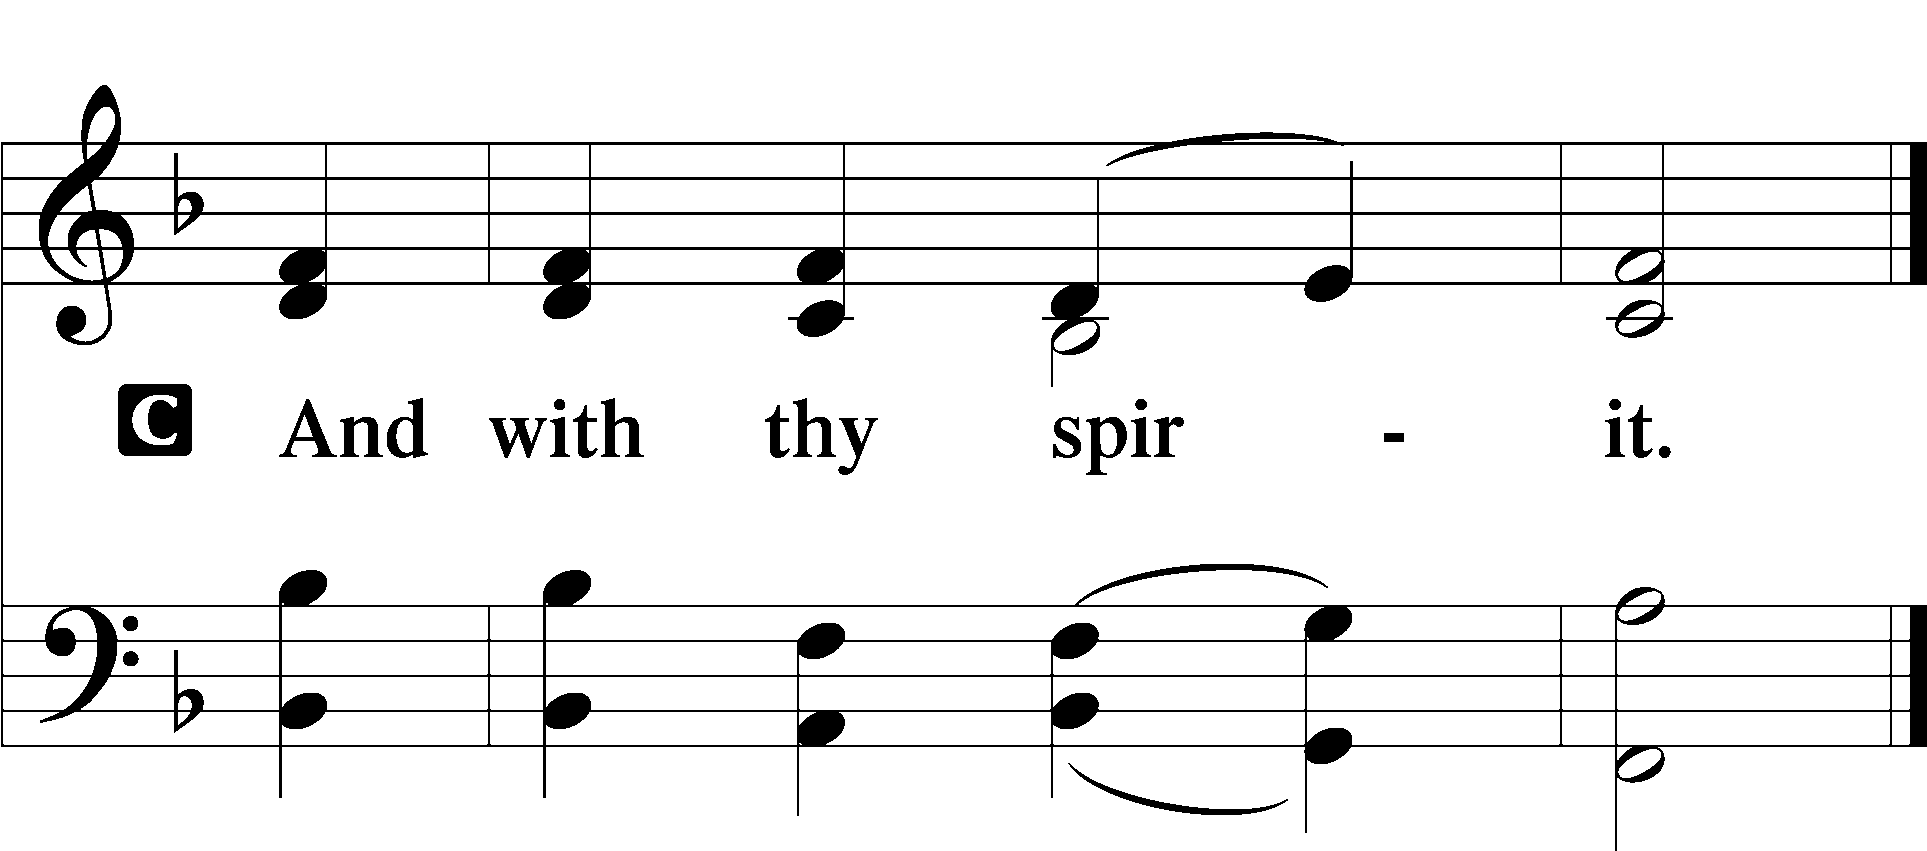 C And with thy spir - it.